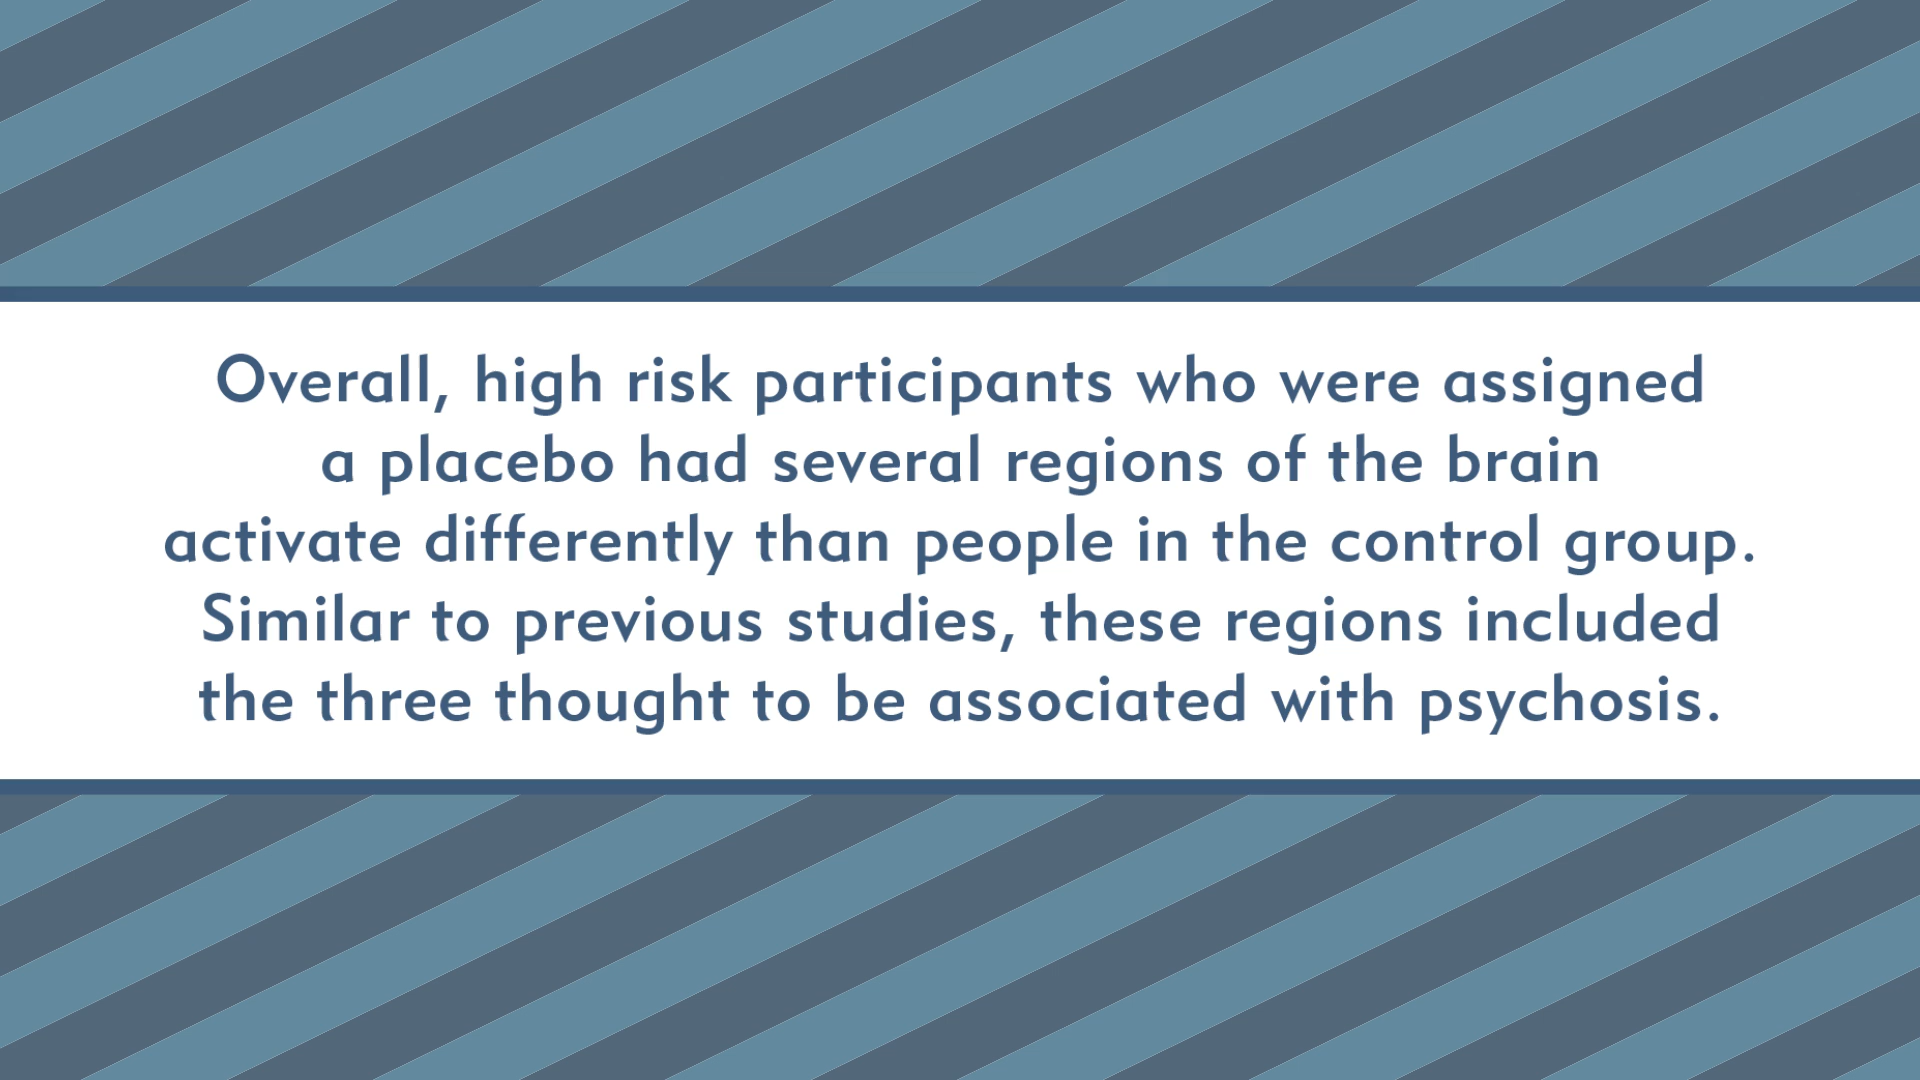 Overall, high risk participants who were assigned
a placebo had several regions of the brain
activate differently than people in the control group.
Similar to previous studies, these regions included
the three thought to be associated with psychosis.